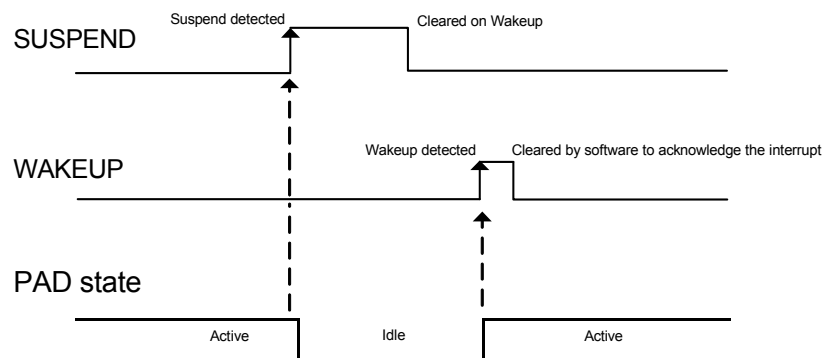 Suspend detected
Cleared on Wakeup
SUSPEND
Wakeup detected
Cleared by software to acknowledge the interrupt
WAKEUP
PAD state
Active
Idle
Active